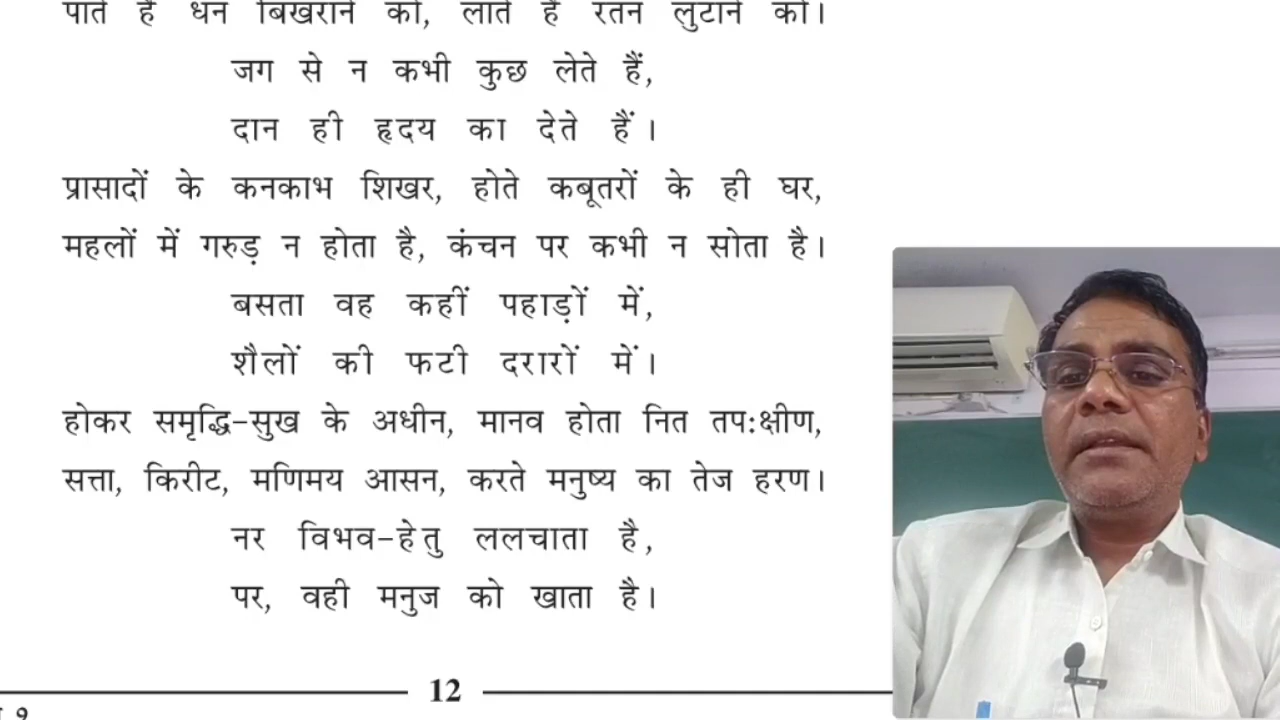 पाते हैं धन बिखराने को, लाते हैं रतन लुटाने को।
जग से न कभी कुछ लेते हैं,
दान ही हृदय का देते हैं।
प्रासादों के कनकाभ शिखर, होते कबूतरों के ही घर,
महलों में गरुड़ न होता है, कंचन पर कभी न सोता है।
बसता वह कहीं पहाड़ों में,
शैलों की फटी दरारों में।
होकर समृद्धि-सुख के अधीन, मानव होता नित तप:क्षीण,
सत्ता, किरीट, मणिमय आसन, करते मनुष्य का तेज हरण।
नर विभव-हेतु ललचाता है,
पर, वही मनुज को खाता है।
12